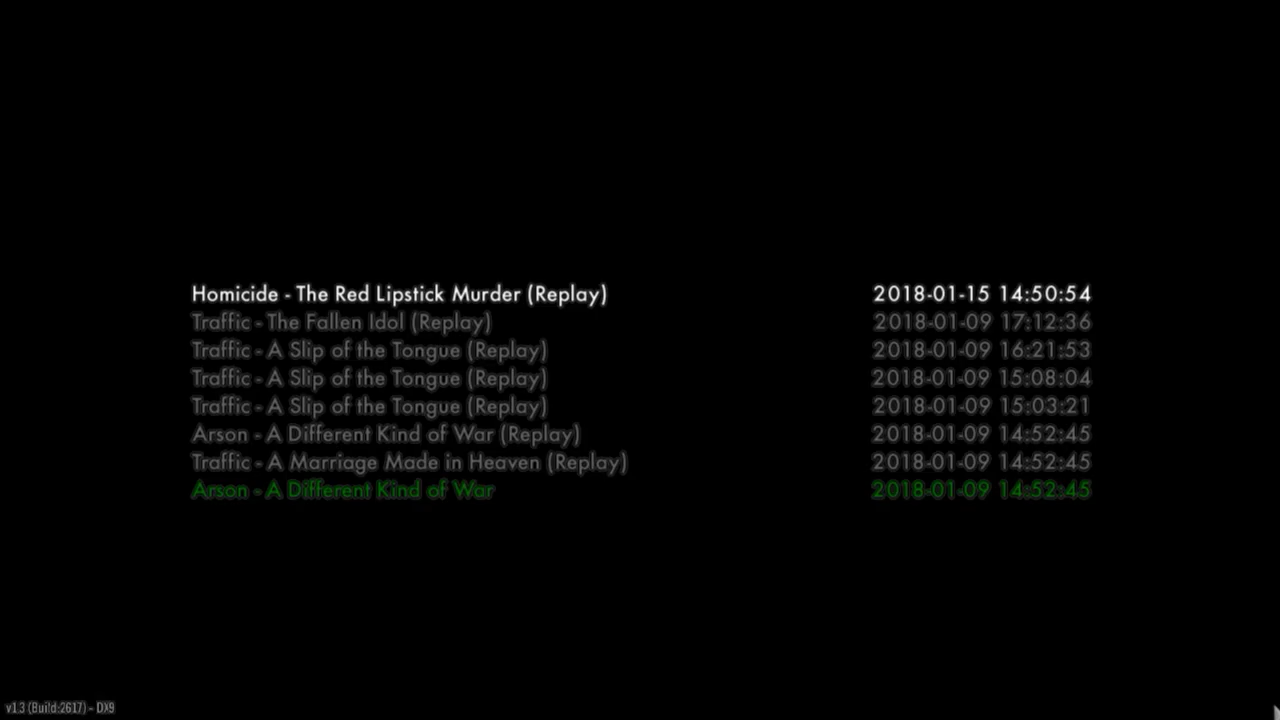 Homicide - The Red Lipstick Murder (Replay) 2018-01-15 14:50:54
Traffic - The Fallen Idol (Replay) 2018-01-09 17:12:36
Traffic - A Slip of the Tongue (Replay) 2018-01-09 16:21:53
Traffic - A Slip of the Tongue (Replay) 2018-01-09 15:08:04
Traffic - A Slip of the Tongue (Replay) 2018-01-09 15:03:21
Arson - A Different Kind of War (Replay) 2018-01-09 14:52:45
Traffic - A Marriage Made in Heaven (Replay) 2018-01-09 14:52:45
Arson - A Different Kind of War 2018-01-09 14:52:45
v1.3 (Build:2617) - DX9